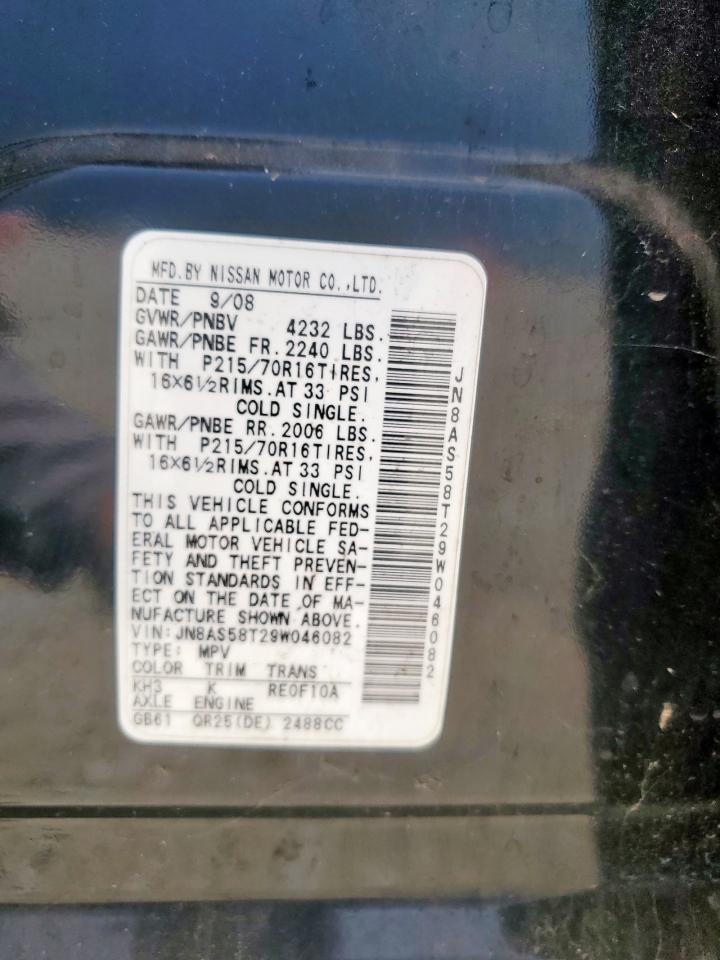 MFD.BY NISSAN MOTOR CO.,LTD.
DATE 9/08
GVWR/PNBV 4232 LBS.
GAWR/PNBE FR. 2240 LBS.
WITH P215/70R16TIRES,
16X6½RIMS.AT 33 PSI
COLD SINGLE.
GAWR/PNBE RR. 2006 LBS.
WITH P215/70R16TIRES,
16X6½RIMS.AT 33 PSI
COLD SINGLE.
THIS VEHICLE CONFORMS
TO ALL APPLICABLE FED-
ERAL MOTOR VEHICLE SA-
FETY AND THEFT PREVEN-
TION STANDARDS IN EFF-
ECT ON THE DATE OF MA-
NUFACTURE SHOWN ABOVE.
VIN:JN8AS58T29W046082
TYPE: MPV
COLOR TRIM TRANS
KH3 K RE0F10A
AXLE ENGINE
GB61 QR25(DE) 2488CC
JN8AS58T29W046082